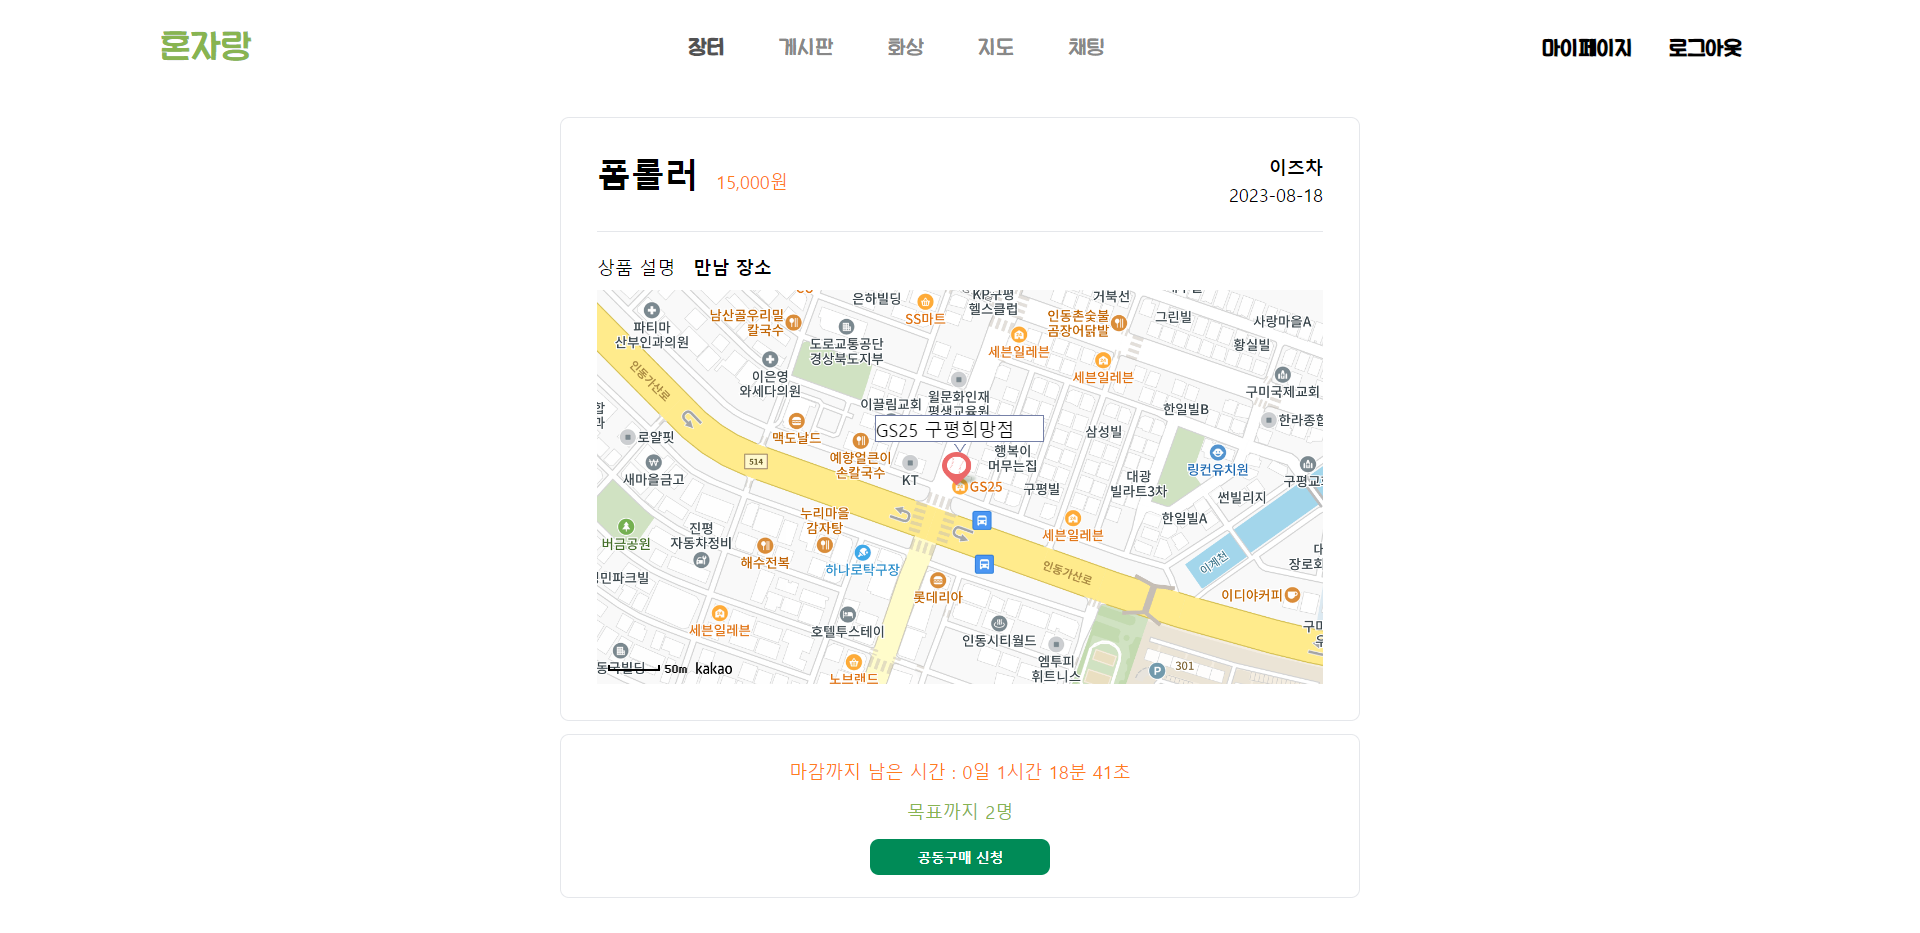 혼자랑
장터 게시판 화상 지도 채팅
마이페이지 로그아웃
폼롤러 15,000원
이즈차
2023-08-18
상품 설명 만남 장소
은하빌딩
KP구평
헬스클럽
거북선
SS마트
남산골우리밀
칼국수
파티마
산부인과의원
도로교통공단
경상북도지부
인동촌숯불
곰장어닭발
그린빌
사랑마을A
황실빌
세븐일레븐
세븐일레븐
이은영
와세다의원
인동가산로
구미국제교회
이끌림교회
윌문화인재
평생교육원
한일빌B
한라종합
GS25 구평희망점
맥도날드
로얄핏
삼성빌
예향얼큰이
손칼국수
514
행복이
머무는집
새마을금고
KT
GS25
구평빌
대광
빌라트3차
링컨유치원
썬빌리지
누리마을
감자탕
한일빌A
세븐일레븐
버금공원
진평
자동차정비
해수전복
하나로탁구장
인동가산로
이계천
롯데리아
이디야커피
세븐일레븐
호텔투스테이
인동시티월드
엠투피
휘트니스
301
P
노브랜드
50m kakao
마감까지 남은 시간 : 0일 1시간 18분 41초
목표까지 2명
공동구매 신청